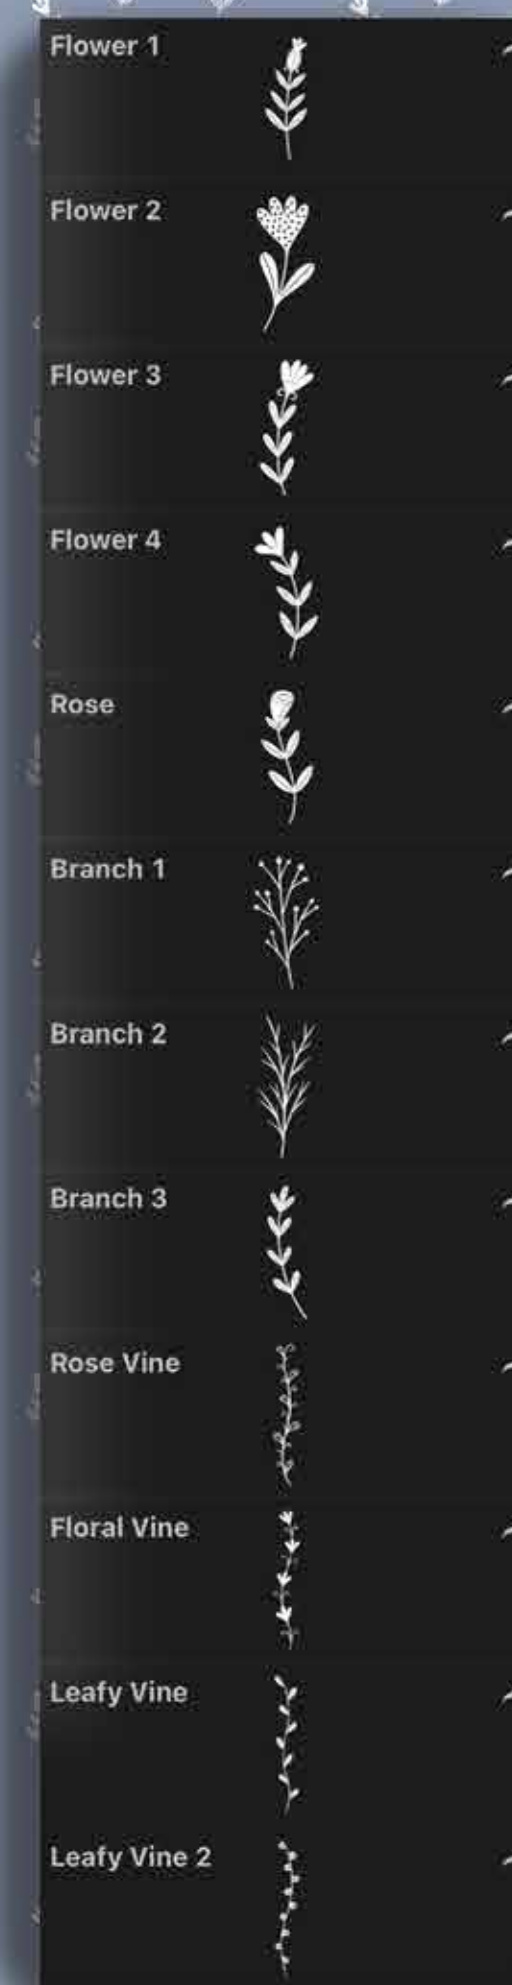 Flower 1
Flower 2
Flower 3
Flower 4
Rose
Branch 1
Branch 2
Branch 3
Rose Vine
Floral Vine
Leafy Vine
Leafy Vine 2